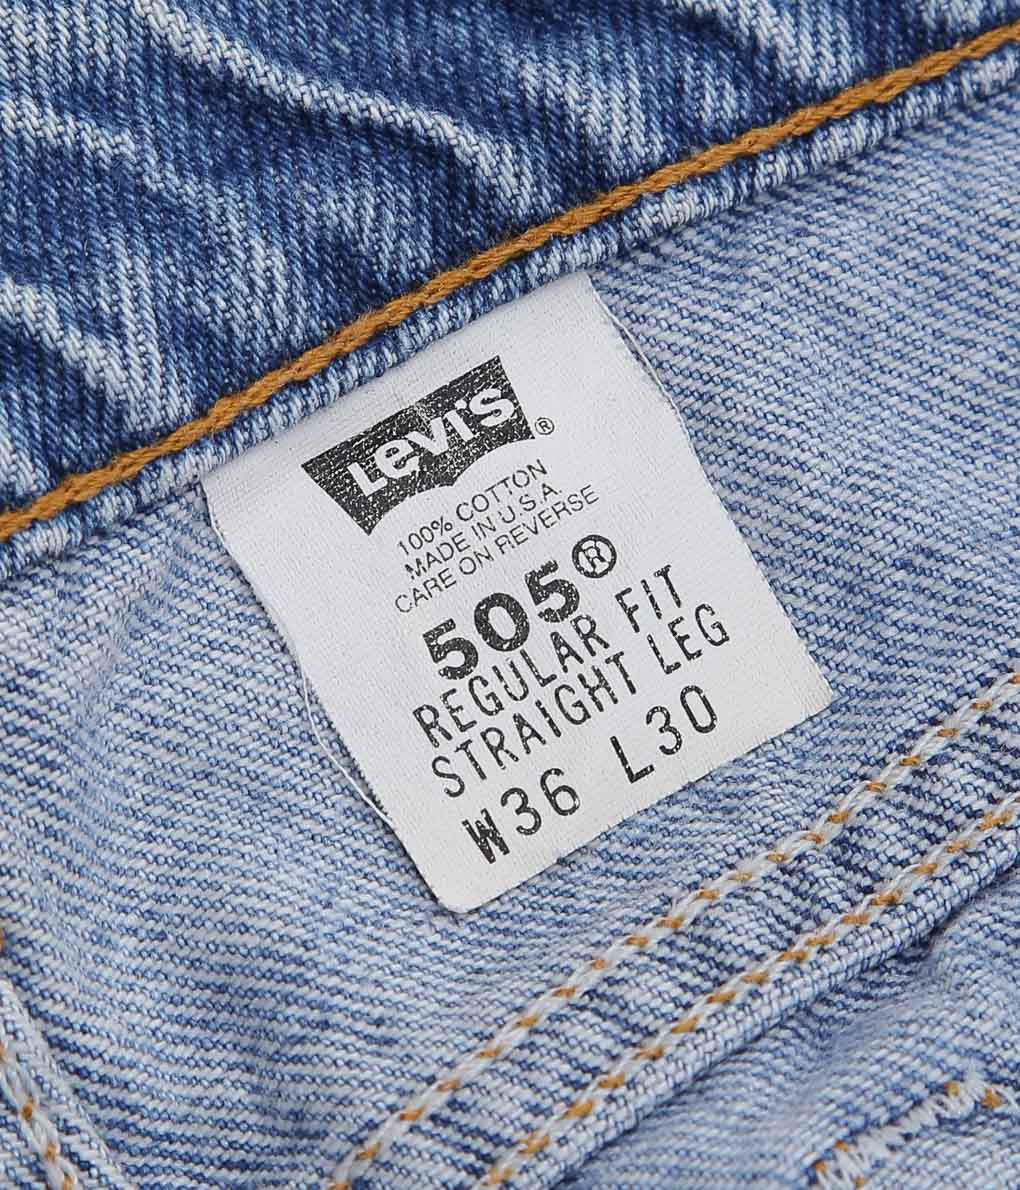 Levi's®
100% COTTON
MADE IN U.S.A.
CARE ON REVERSE
505®
REGULAR FIT
STRAIGHT LEG
W36 L30